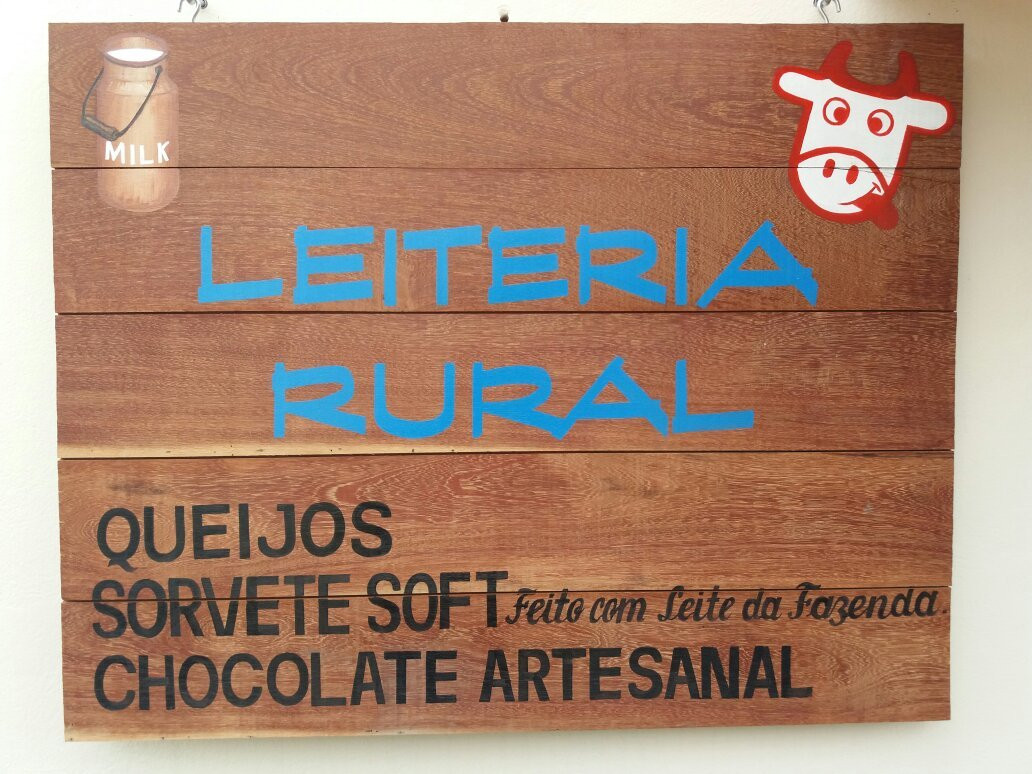 MILK
LEITERIA
RURAL
QUEIJOS
SORVETE SOFT Feito com Leite da Fazenda.
CHOCOLATE ARTESANAL